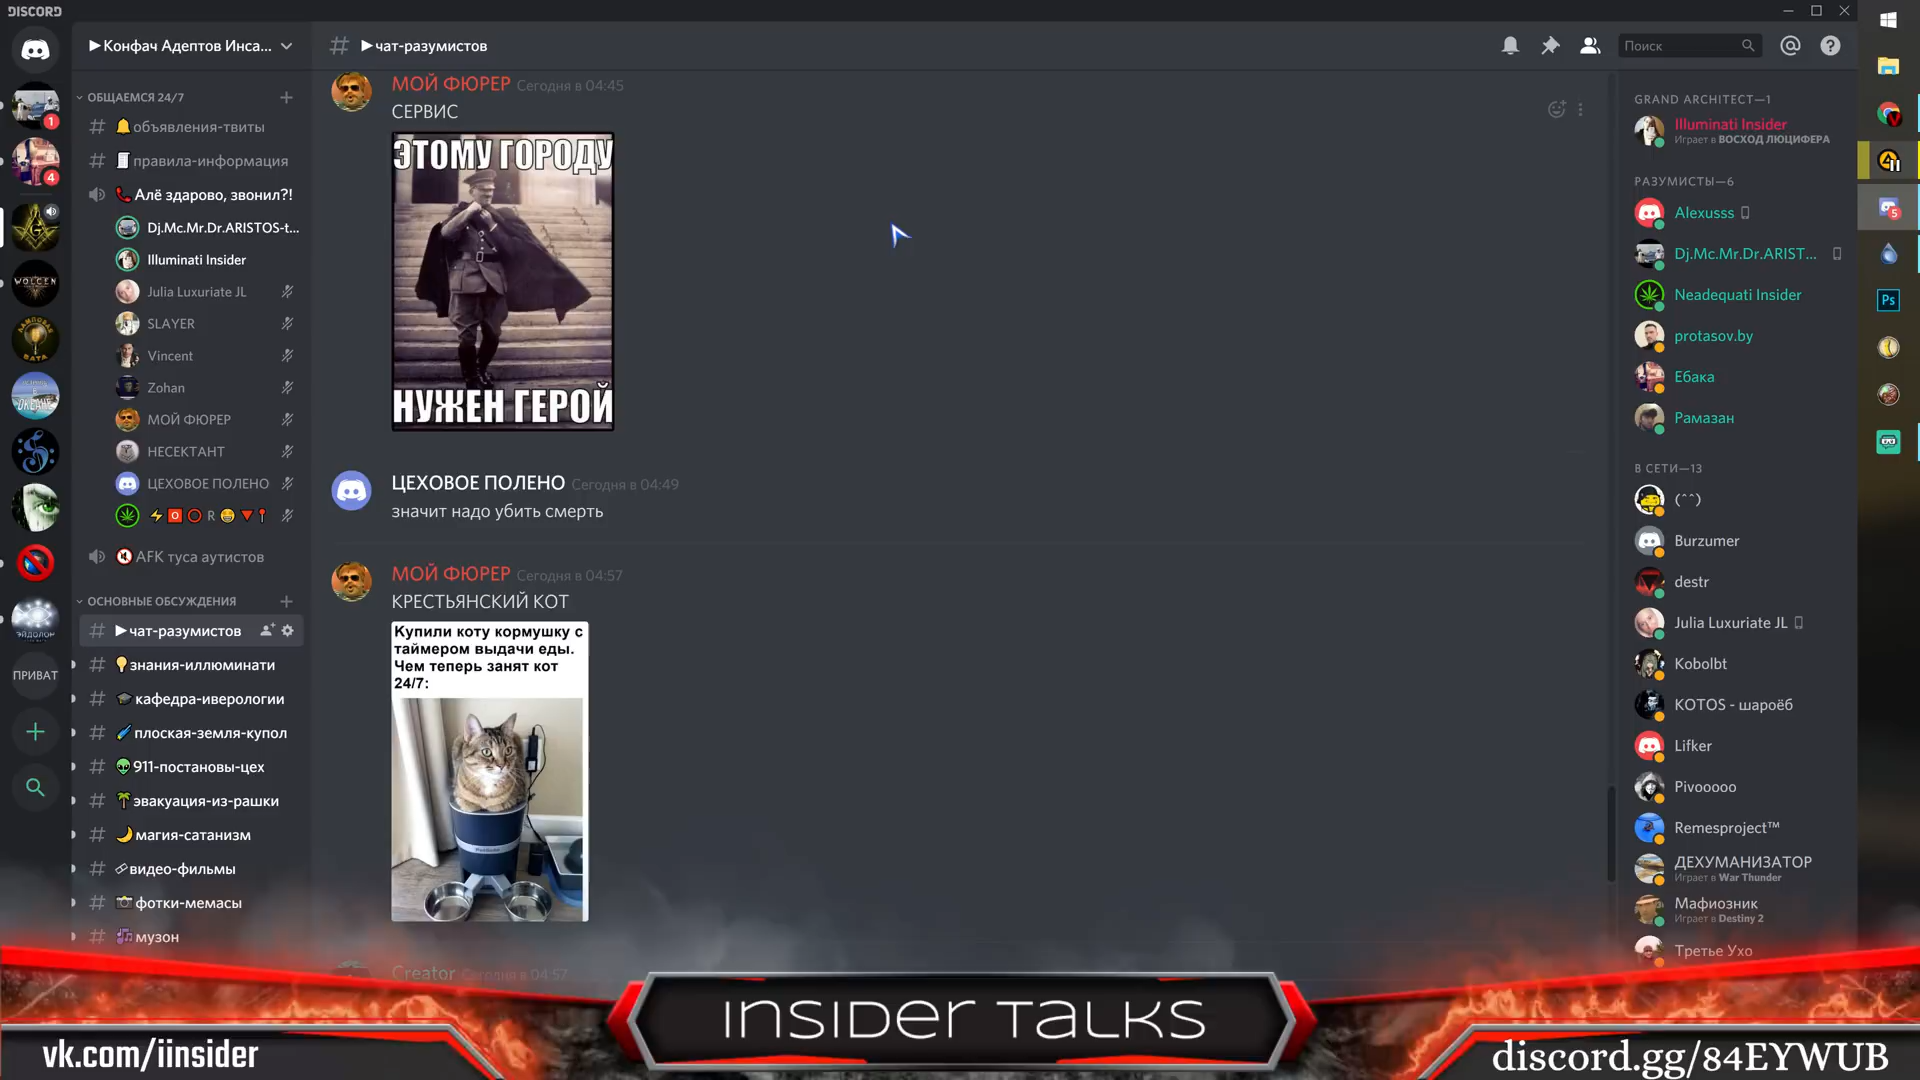 DISCORD
▶Конфач Адептов Инса...
ОБЩАЕМСЯ 24/7
объявления-твиты
правила-информация
Алё здарово, звонил?!
Dj.Mc.Mr.Dr.ARISTOS-t...
Illuminati Insider
Julia Luxuriate JL
SLAYER
Vincent
Zohan
МОЙ ФЮРЕР
НЕСЕКТАНТ
ЦЕХОВОЕ ПОЛЕНО
R
AFK туса аутистов
ОСНОВНЫЕ ОБСУЖДЕНИЯ
▶чат-разумистов
знания-иллюминати
кафедра-иверологии
плоская-земля-купол
911-постановы-цех
эвакуация-из-рашки
магия-сатанизм
видео-фильмы
фотки-мемасы
музон
1
4
WOLCEN
ЭЙДОЛОН
ПРИВАТ
# ▶чат-разумистов
Поиск
МОЙ ФЮРЕР Сегодня в 04:45
СЕРВИС
ЭТОМУ ГОРОДУ
НУЖЕН ГЕРОЙ
ЦЕХОВОЕ ПОЛЕНО Сегодня в 04:49
значит надо убить смерть
МОЙ ФЮРЕР Сегодня в 04:57
КРЕСТЬЯНСКИЙ КОТ
Купили коту кормушку с
таймером выдачи еды.
Чем теперь занят кот
24/7:
Creator Сегодня в 04:57
GRAND ARCHITECT—1
Illuminati Insider
Играет в ВОСХОД ЛЮЦИФЕРА
РАЗУМИСТЫ—6
Alexusss
Dj.Mc.Mr.Dr.ARIST...
Neadequati Insider
protasov.by
Ебака
Рамазан
В СЕТИ—13
(ˆˆ)
Burzumer
destr
Julia Luxuriate JL
Kobolbt
KOTOS - шароёб
Lifker
Pivooooo
Remesproject™
ДЕХУМАНИЗАТОР
Играет в War Thunder
Мафиозник
Играет в Destiny 2
Третье Ухо
5
Ps
INSIDER TALKS
vk.com/iinsider
discord.gg/84EYWUB